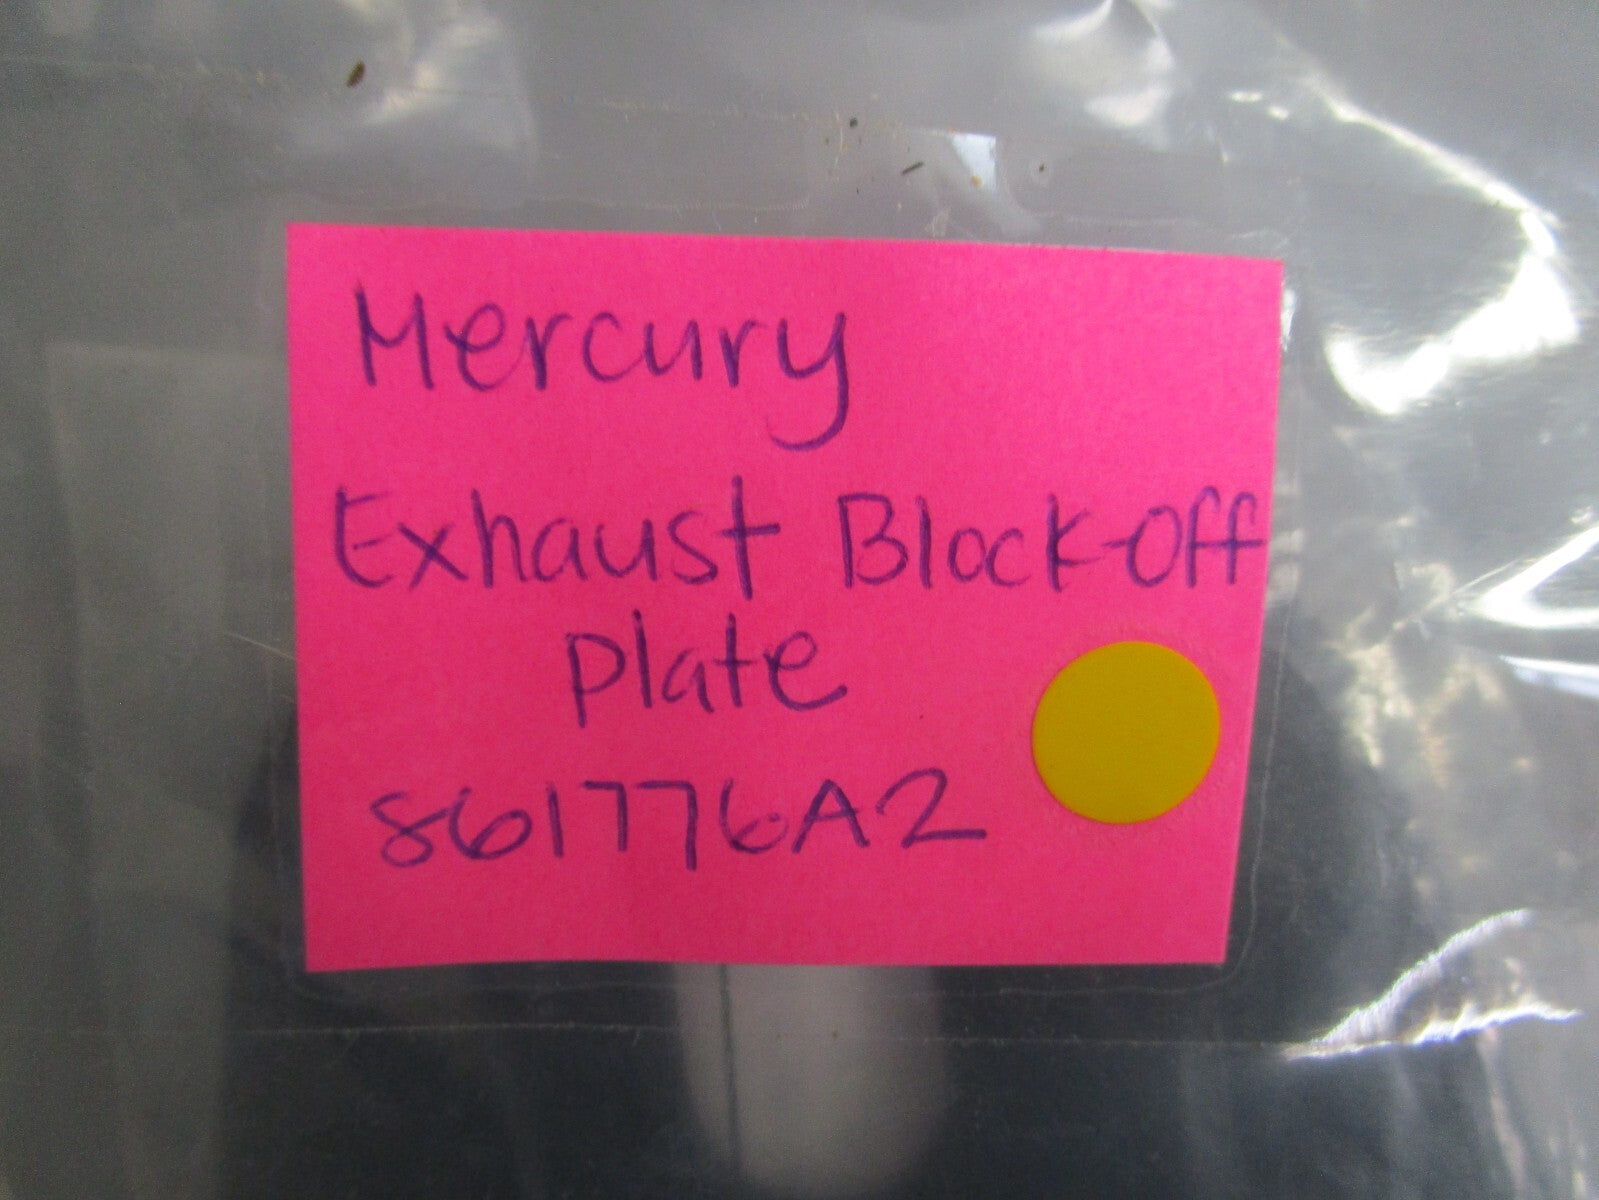 Mercury
Exhaust Block-Off
plate
861776A2